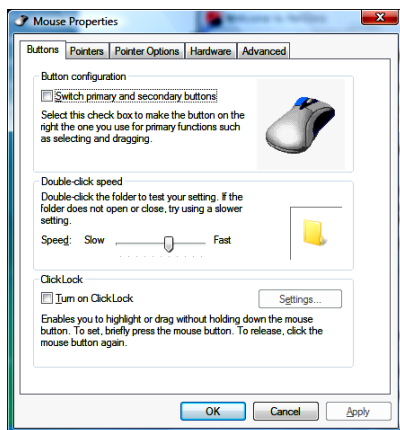 Mouse Properties
Buttons Pointers Pointer Options Hardware Advanced
Button configuration
Switch primary and secondary buttons
Select this check box to make the button on the
right the one you use for primary functions such
as selecting and dragging.
Double-click speed
Double-click the folder to test your setting. If the
folder does not open or close, try using a slower
setting.
Speed: Slow Fast
ClickLock
Turn on ClickLock
Settings...
Enables you to highlight or drag without holding down the mouse
button. To set, briefly press the mouse button. To release, click the
mouse button again.
OK Cancel Apply